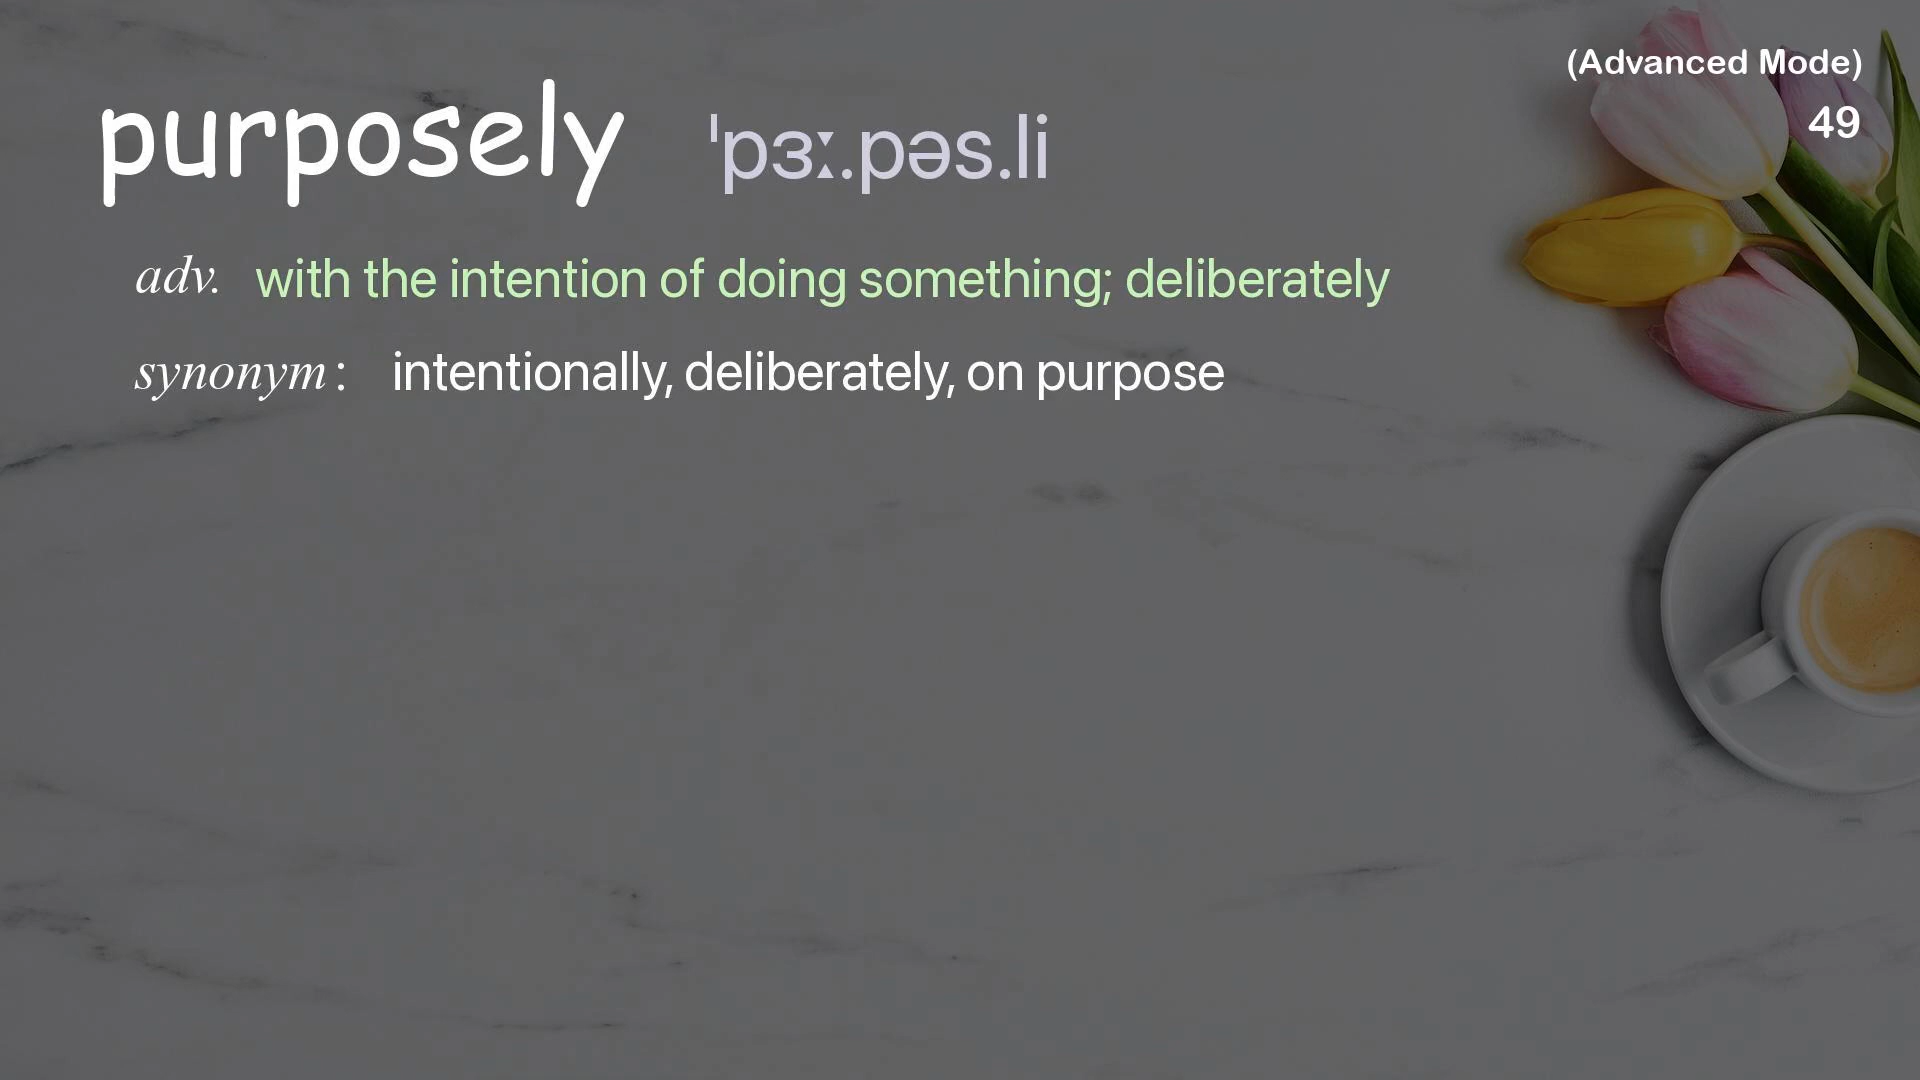 (Advanced Mode)
49
purposely ˈpɜː.pəs.li
adv. with the intention of doing something; deliberately
synonym : intentionally, deliberately, on purpose